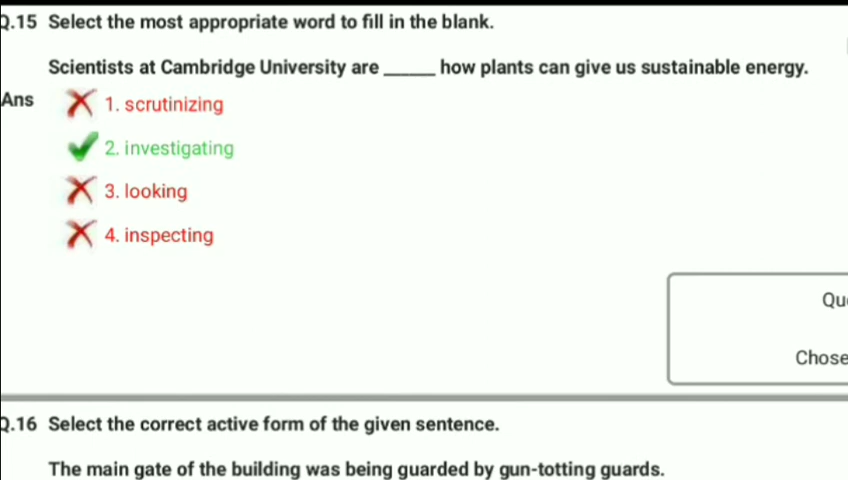 Q.15 Select the most appropriate word to fill in the blank.
Scientists at Cambridge University are ______ how plants can give us sustainable energy.
Ans 1. scrutinizing
2. investigating
3. looking
4. inspecting
Chose
Q.16 Select the correct active form of the given sentence.
The main gate of the building was being guarded by gun-totting guards.